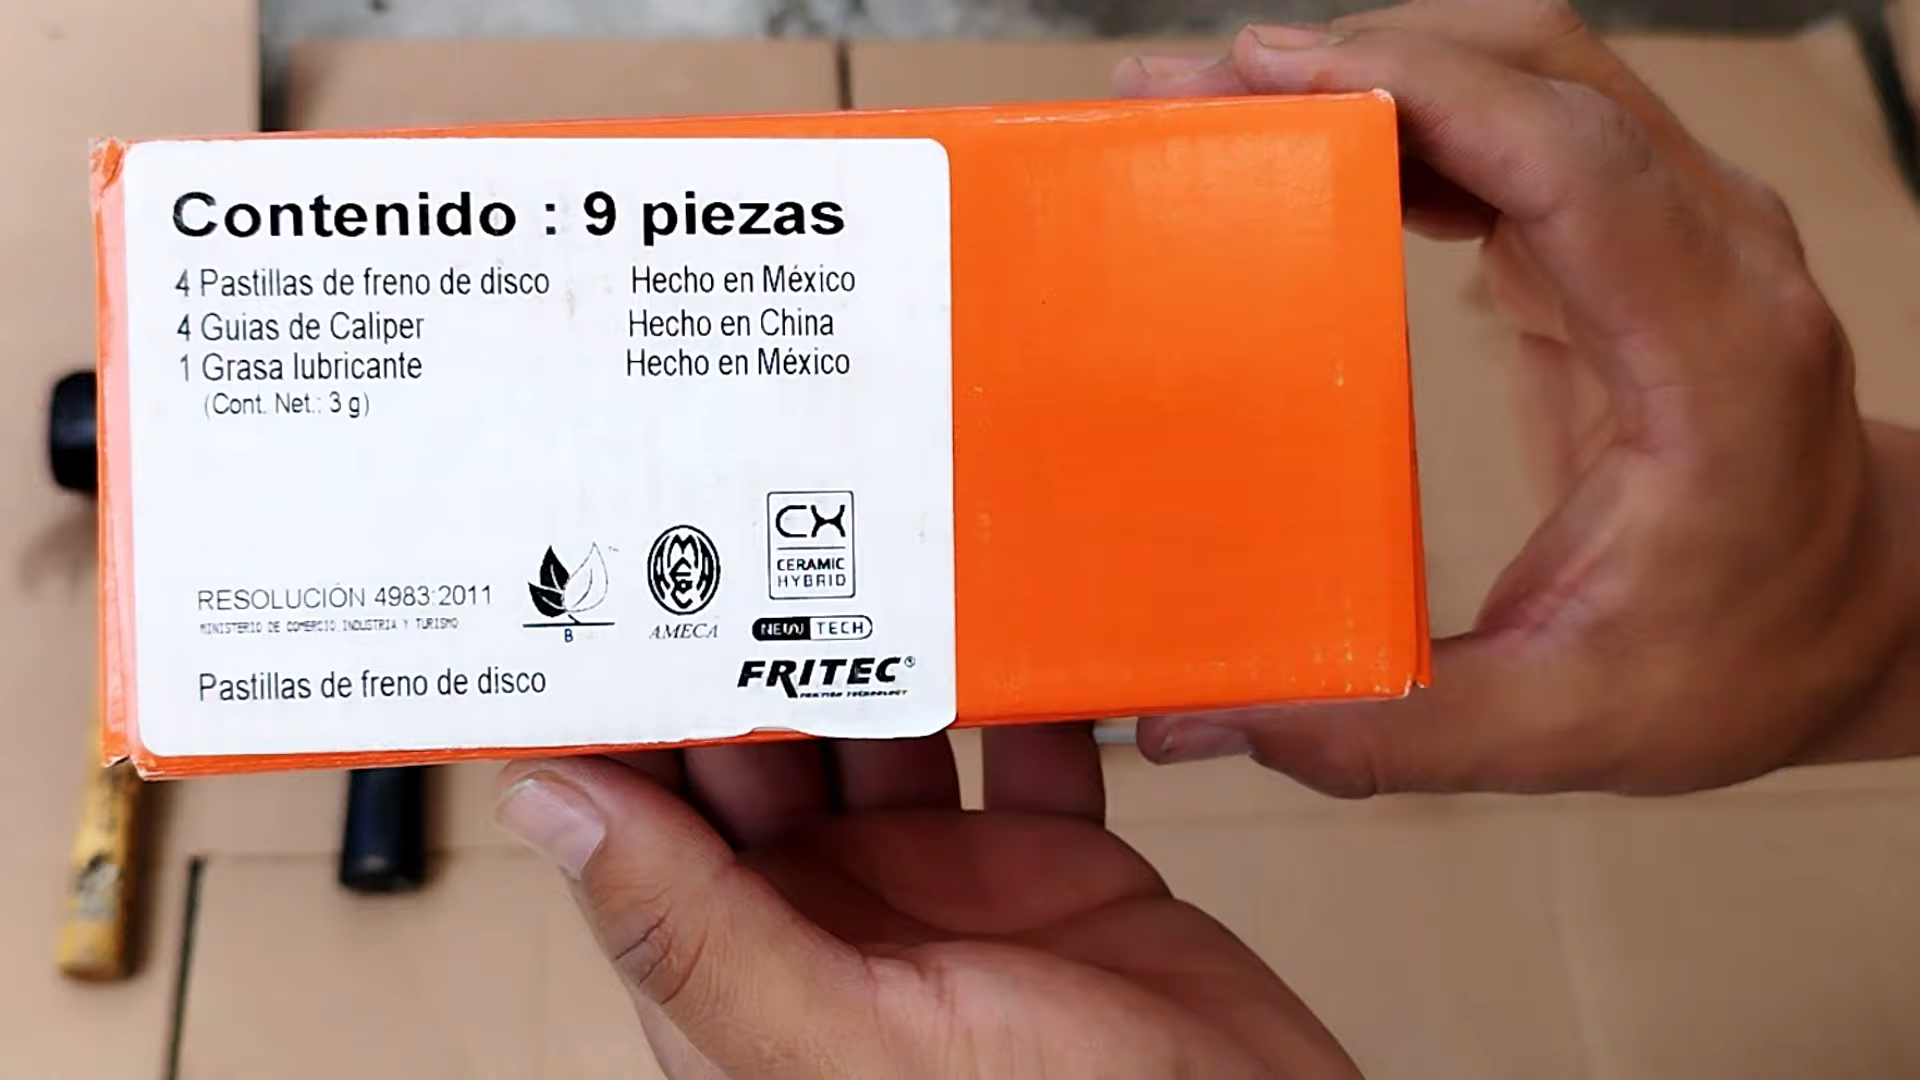 Contenido : 9 piezas
4 Pastillas de freno de disco Hecho en México
4 Guias de Caliper Hecho en China
1 Grasa lubricante Hecho en México
(Cont. Net.: 3 g)
CX
CERAMIC
HYBRID
RESOLUCIÓN 4983:2011
MINISTERIO DE COMERCIO INDUSTRIA Y TURISMO
B
AMECA
NEW TECH
Pastillas de freno de disco
FRITEC®
FRICTION TECHNOLOGY